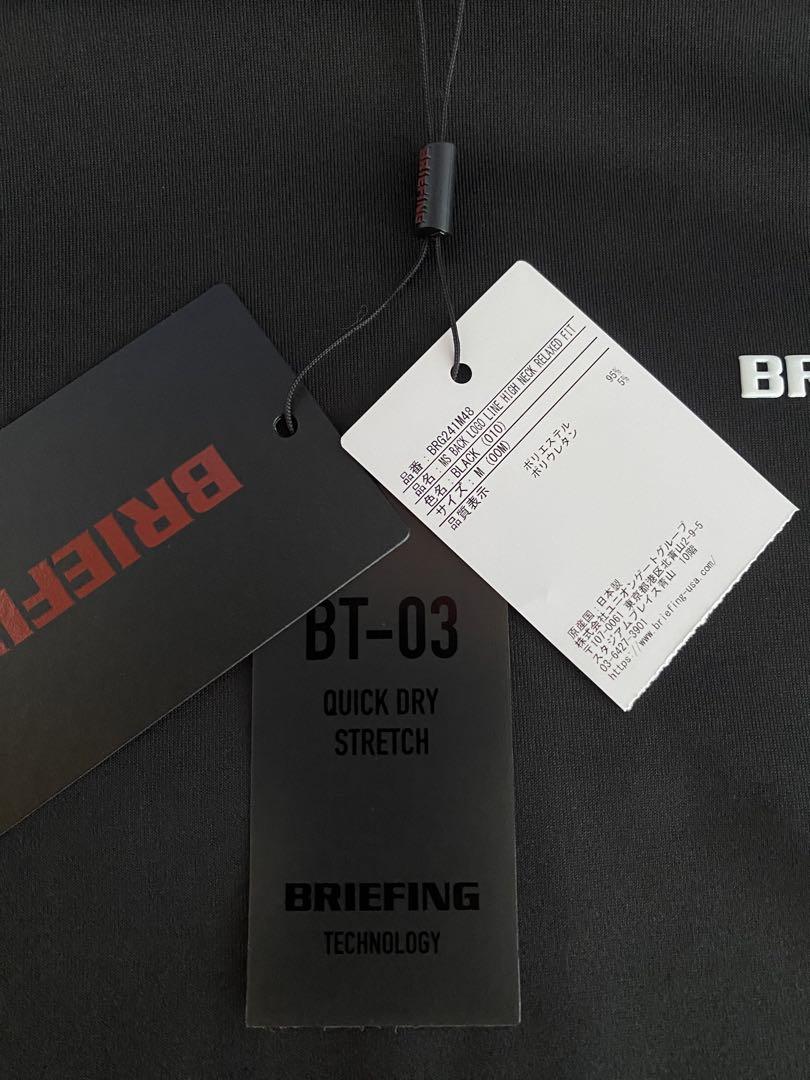 BRIEFING
BR
BRIEFI
品番：BRG241M48
品名：MS BACK LOGO LINE HIGH NECK RELAXED FIT
色名：BLACK (010)
サイズ：M (00M)
品質表示
ポリエステル 95%
ポリウレタン 5%
原産国：日本製
株式会社ユニオンゲートグループ
〒107-0061 東京都港区北青山2-9-5
スタジアムプレイス青山 10階
03-6427-3901
https://www.briefing-usa.com/
BT-03
QUICK DRY
STRETCH
BRIEFING
TECHNOLOGY